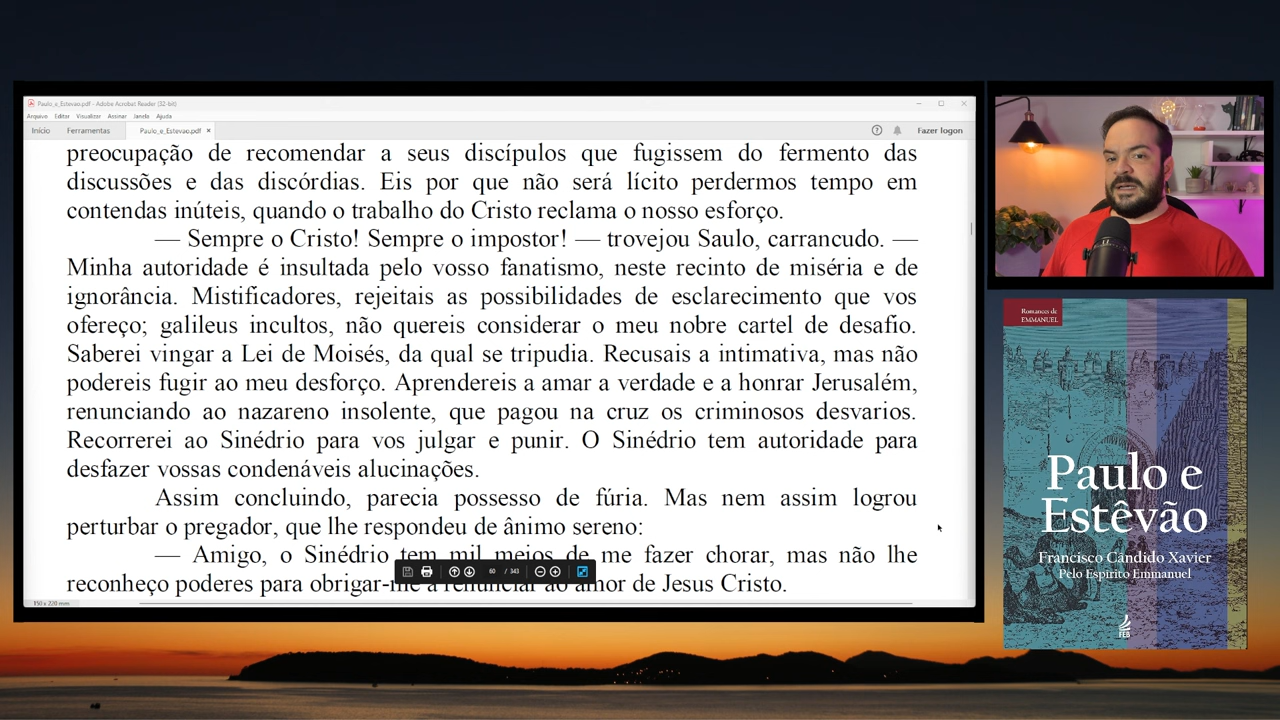 Paulo_e_Estevao.pdf - Adobe Acrobat Reader (32-bit)
Arquivo Editar Visualizar Assinar Janela Ajuda
Início Ferramentas Paulo_e_Estevao.pdf × Fazer logon
preocupação de recomendar a seus discípulos que fugissem do fermento das
discussões e das discórdias. Eis por que não será lícito perdermos tempo em
contendas inúteis, quando o trabalho do Cristo reclama o nosso esforço.
— Sempre o Cristo! Sempre o impostor! — trovejou Saulo, carrancudo. —
Minha autoridade é insultada pelo vosso fanatismo, neste recinto de miséria e de
ignorância. Mistificadores, rejeitais as possibilidades de esclarecimento que vos
ofereço; galileus incultos, não quereis considerar o meu nobre cartel de desafio.
Saberei vingar a Lei de Moisés, da qual se tripudia. Recusais a intimativa, mas não
podereis fugir ao meu desforço. Aprendereis a amar a verdade e a honrar Jerusalém,
renunciando ao nazareno insolente, que pagou na cruz os criminosos desvarios.
Recorrerei ao Sinédrio para vos julgar e punir. O Sinédrio tem autoridade para
desfazer vossas condenáveis alucinações.
Assim concluindo, parecia possesso de fúria. Mas nem assim logrou
perturbar o pregador, que lhe respondeu de ânimo sereno:
— Amigo, o Sinédrio tem mil meios de me fazer chorar, mas não lhe
reconheço poderes para obrigar-me a renunciar ao amor de Jesus Cristo.
60 / 343
150 x 220 mm
Romances de
EMMANUEL
Paulo e
Estêvão
Francisco Cândido Xavier
Pelo Espírito Emmanuel
FEB